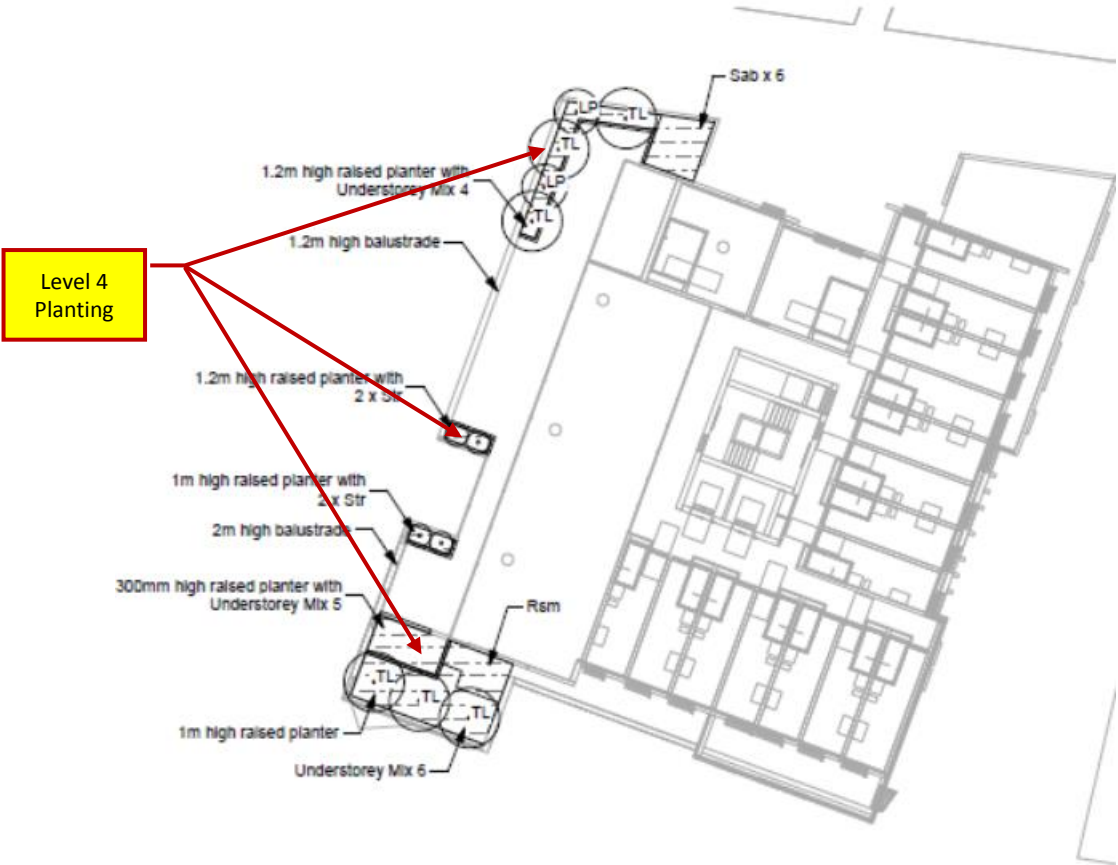 Sab x 6
LP
TL
TL
1.2m high raised planter with
Understorey Mix 4
LP
TL
1.2m high balustrade
Level 4
Planting
1.2m high raised planter with
2 x Str
1m high raised planter with
2 x Str
2m high balustrade
300mm high raised planter with
Understorey Mix 5
Rsm
TL
TL
TL
1m high raised planter
Understorey Mix 6